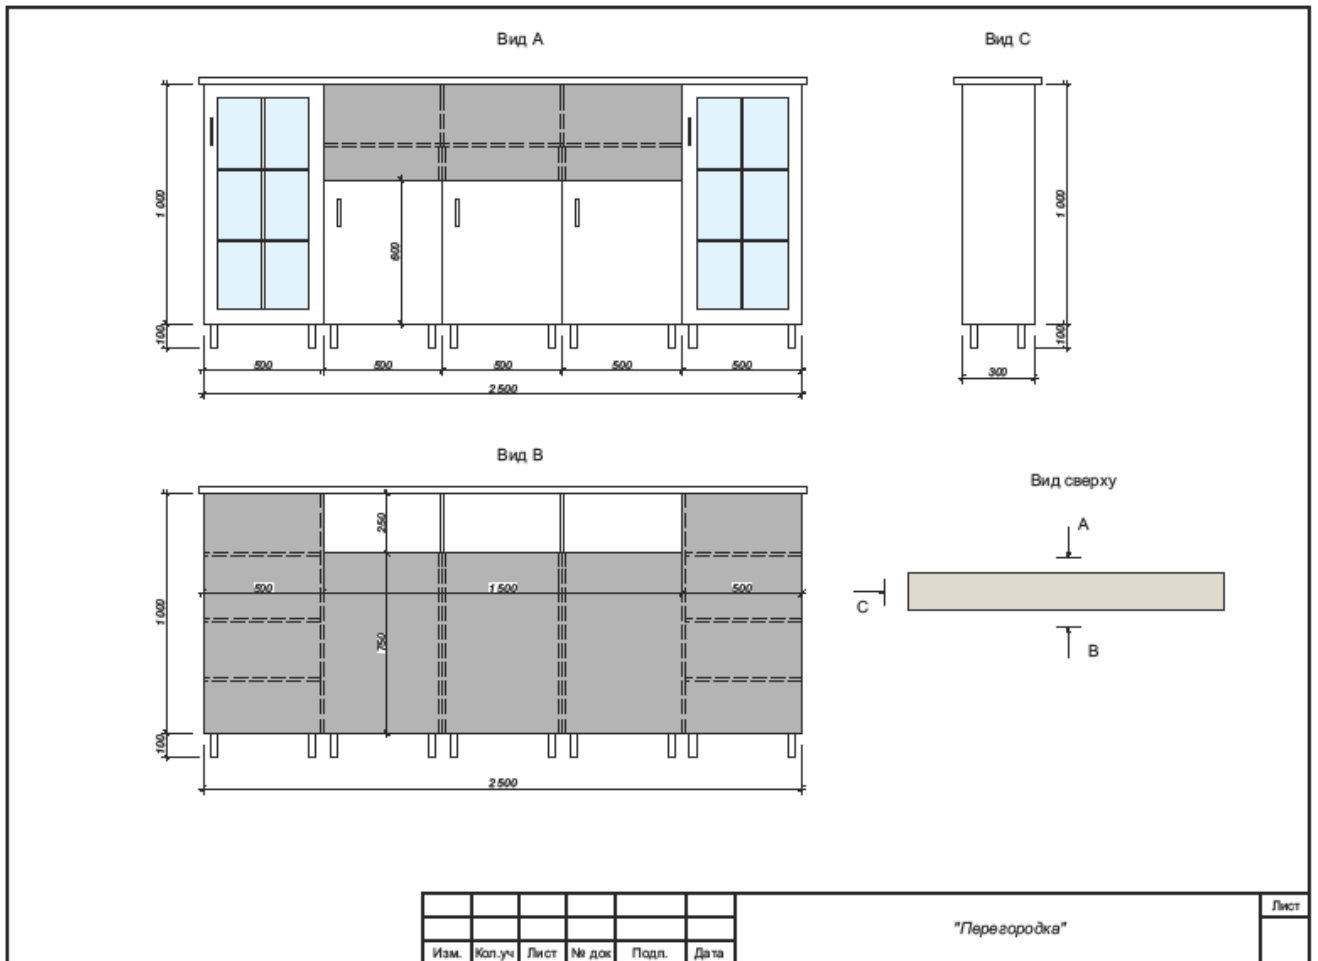 Вид А
Вид С
1 000
600
1 000
100
100
500
500
500
500
500
300
2 500
Вид В
Вид сверху
250
А
500
1 500
500
1 000
С
750
В
100
2 500
Лист
"Перегородка"
Изм. Кол.уч Лист № док Подп. Дата